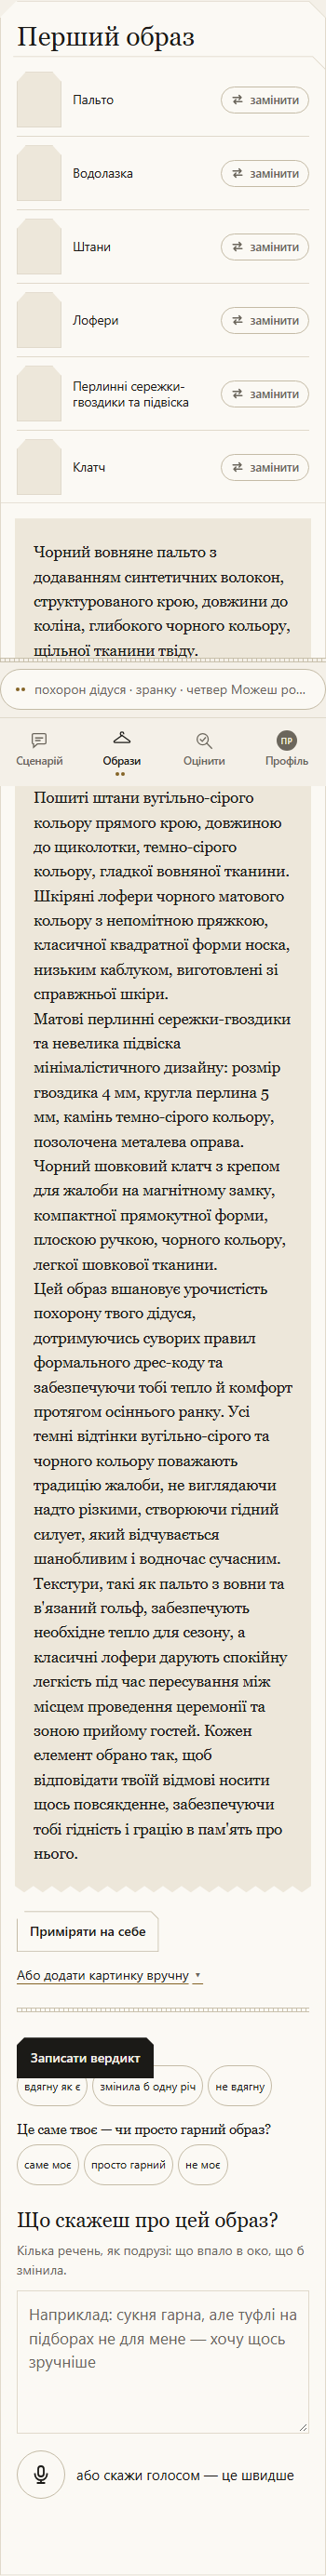 Перший образ
Пальто
замінити
Водолазка
замінити
Штани
замінити
Лофери
замінити
Перлинні сережки-
гвоздики та підвіска
замінити
Клатч
замінити
Чорний вовняне пальто з
додаванням синтетичних волокон,
структурованого крою, довжини до
коліна, глибокого чорного кольору,
щільної тканини твіду.
похорон дідуся · зранку · четвер Можеш ро...
Сценарій
Образи
Оцінити
ПР
Профіль
Пошиті штани вугільно-сірого
кольору прямого крою, довжиною
до щиколотки, темно-сірого
кольору, гладкої вовняної тканини.
Шкіряні лофери чорного матового
кольору з непомітною пряжкою,
класичної квадратної форми носка,
низьким каблуком, виготовлені зі
справжньої шкіри.
Матові перлинні сережки-гвоздики
та невелика підвіска
мінімалістичного дизайну: розмір
гвоздика 4 мм, кругла перлина 5
мм, камінь темно-сірого кольору,
позолочена металева оправа.
Чорний шовковий клатч з крепом
для жалоби на магнітному замку,
компактної прямокутної форми,
плоскою ручкою, чорного кольору,
легкої шовкової тканини.
Цей образ вшановує урочистість
похорону твого дідуся,
дотримуючись суворих правил
формального дрес-коду та
забезпечуючи тобі тепло й комфорт
протягом осіннього ранку. Усі
темні відтінки вугільно-сірого та
чорного кольору поважають
традицію жалоби, не виглядаючи
надто різкими, створюючи гідний
силует, який відчувається
шанобливим і водночас сучасним.
Текстури, такі як пальто з вовни та
в'язаний гольф, забезпечують
необхідне тепло для сезону, а
класичні лофери дарують спокійну
легкість під час пересування між
місцем проведення церемонії та
зоною прийому гостей. Кожен
елемент обрано так, щоб
відповідати твоїй відмові носити
щось повсякденне, забезпечуючи
тобі гідність і грацію в пам'ять про
нього.
Приміряти на себе
Або додати картинку вручну
Записати вердикт
вдягну як є
змінила б одну річ
не вдягну
Це саме твоє — чи просто гарний образ?
саме моє
просто гарний
не моє
Що скажеш про цей образ?
Кілька речень, як подрузі: що впало в око, що б
змінила.
Наприклад: сукня гарна, але туфлі на
підборах не для мене — хочу щось
зручніше
або скажи голосом — це швидше